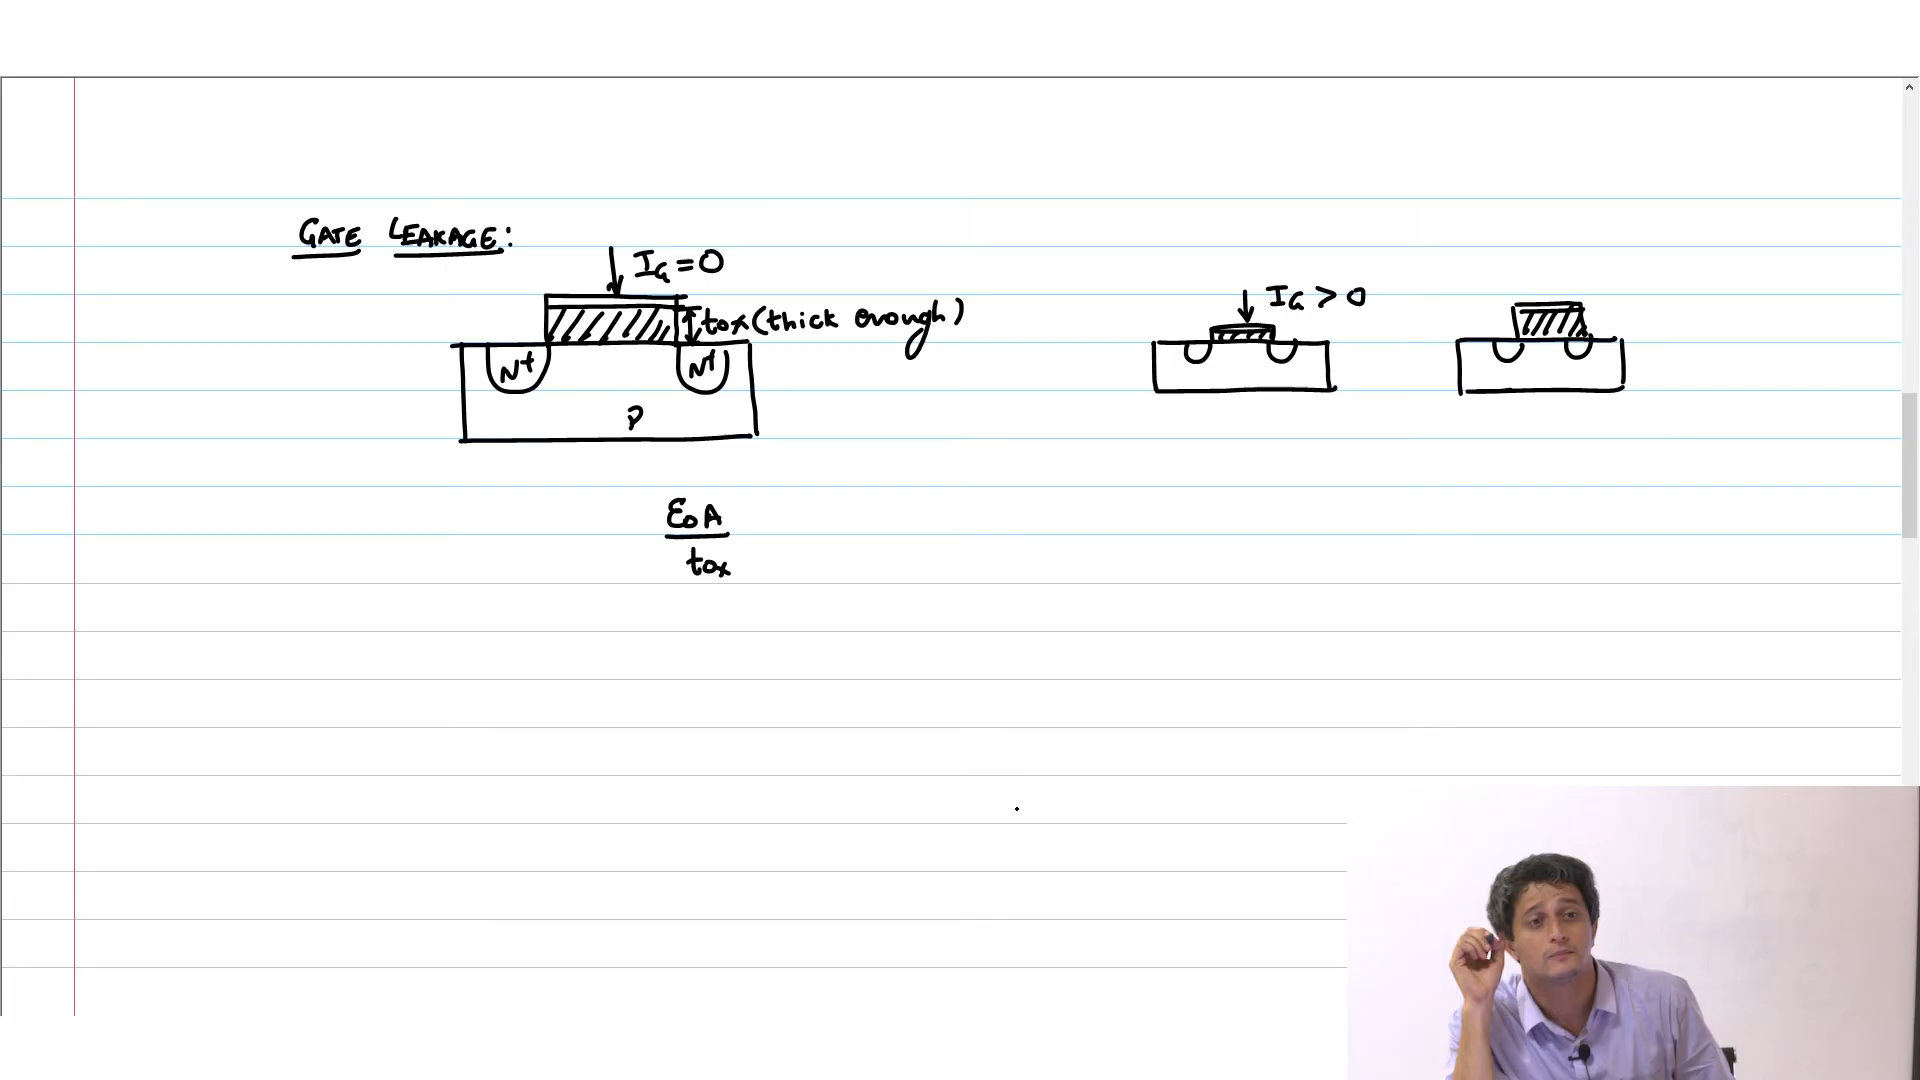 GATE LEAKAGE:
I_G = 0
tox (thick enough)
N+ N+
P
I_G > 0
ε₀A
tox